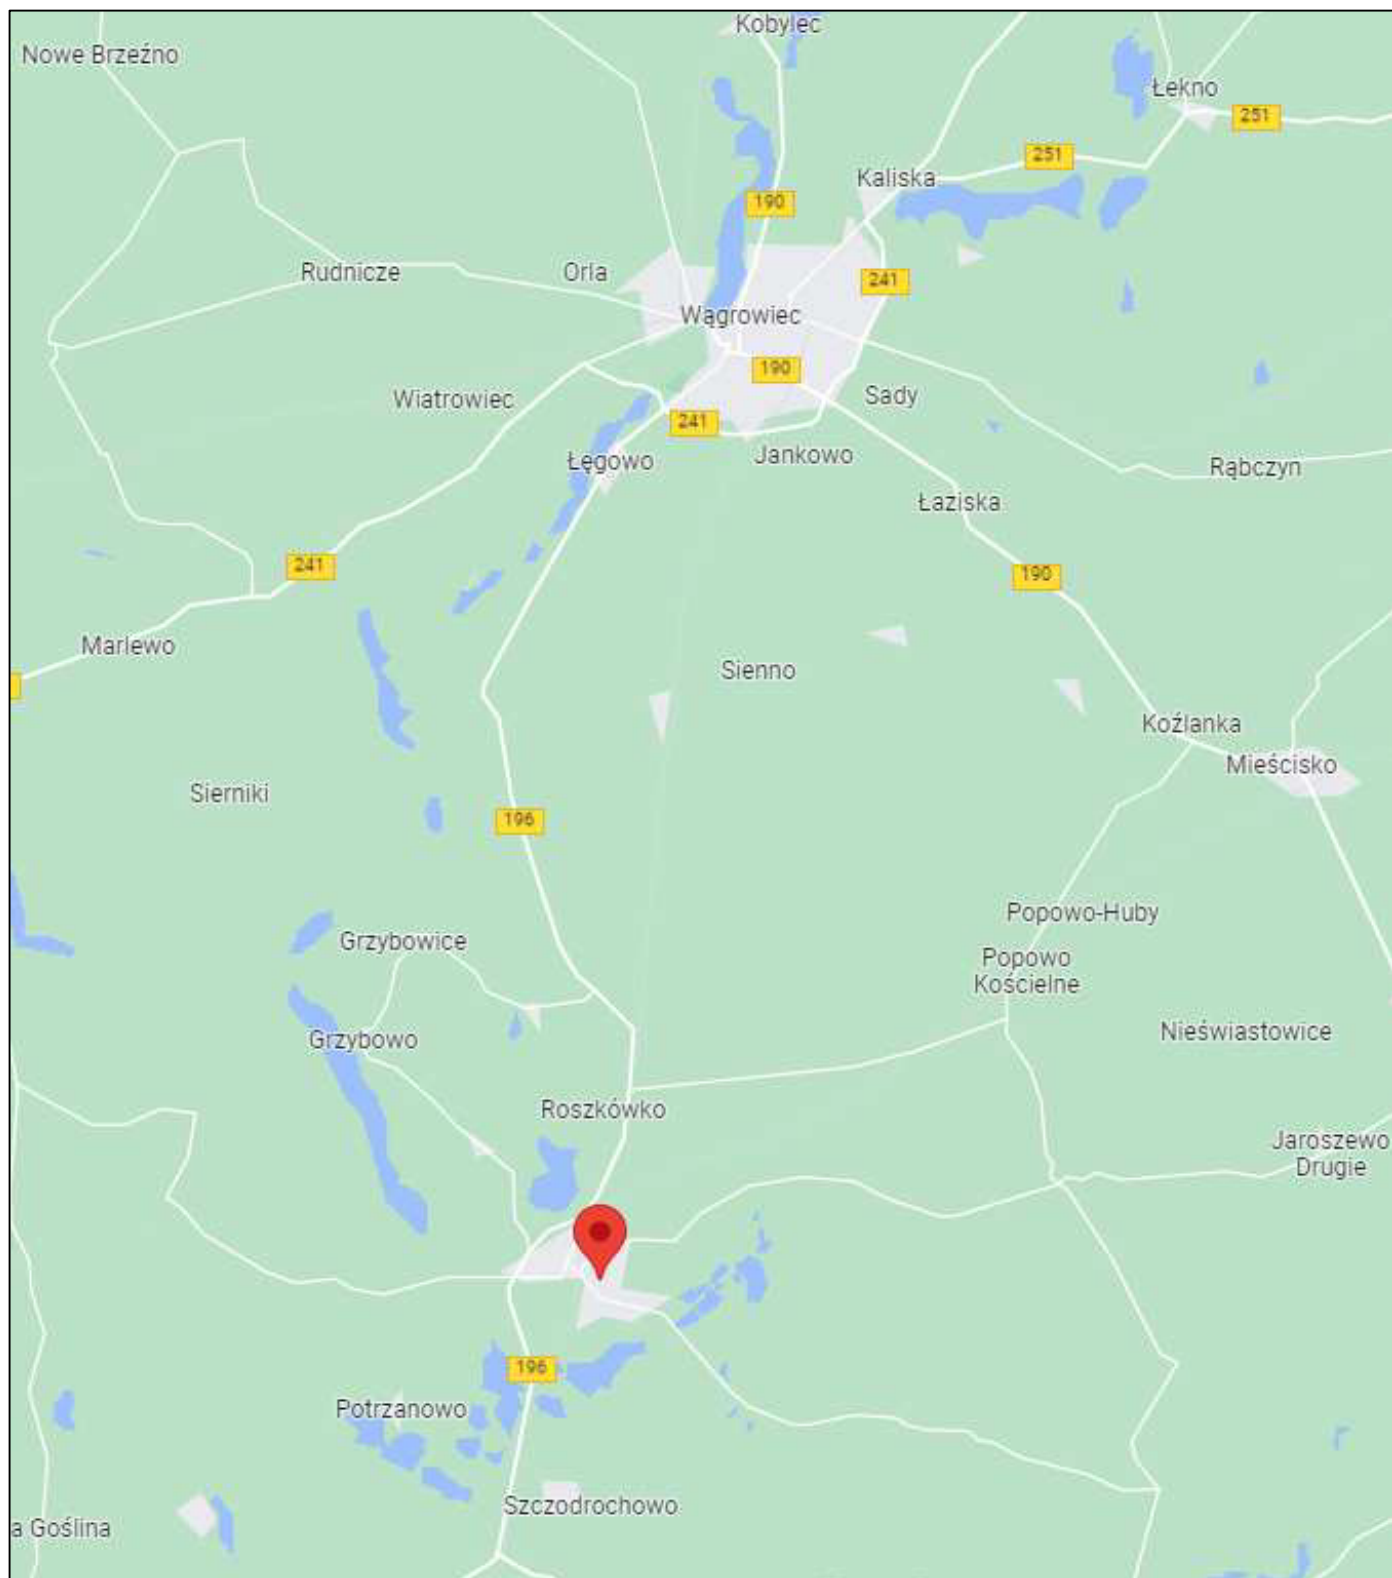 Kobylec
Nowe Brzeźno
Łekno
251
251
Kaliska
190
Rudnicze
Orla
241
Wągrowiec
190
Wiatrowiec
Sady
241
Łęgowo
Jankowo
Rąbczyn
Łaziska
241
190
Marlewo
Sienno
Koźlanka
Mieścisko
Sierniki
196
Popowo-Huby
Grzybowice
Popowo
Kościelne
Grzybowo
Nieświastowice
Roszkówko
Jaroszewo
Drugie
196
Potrzanowo
Szczodrochowo
a Goślina